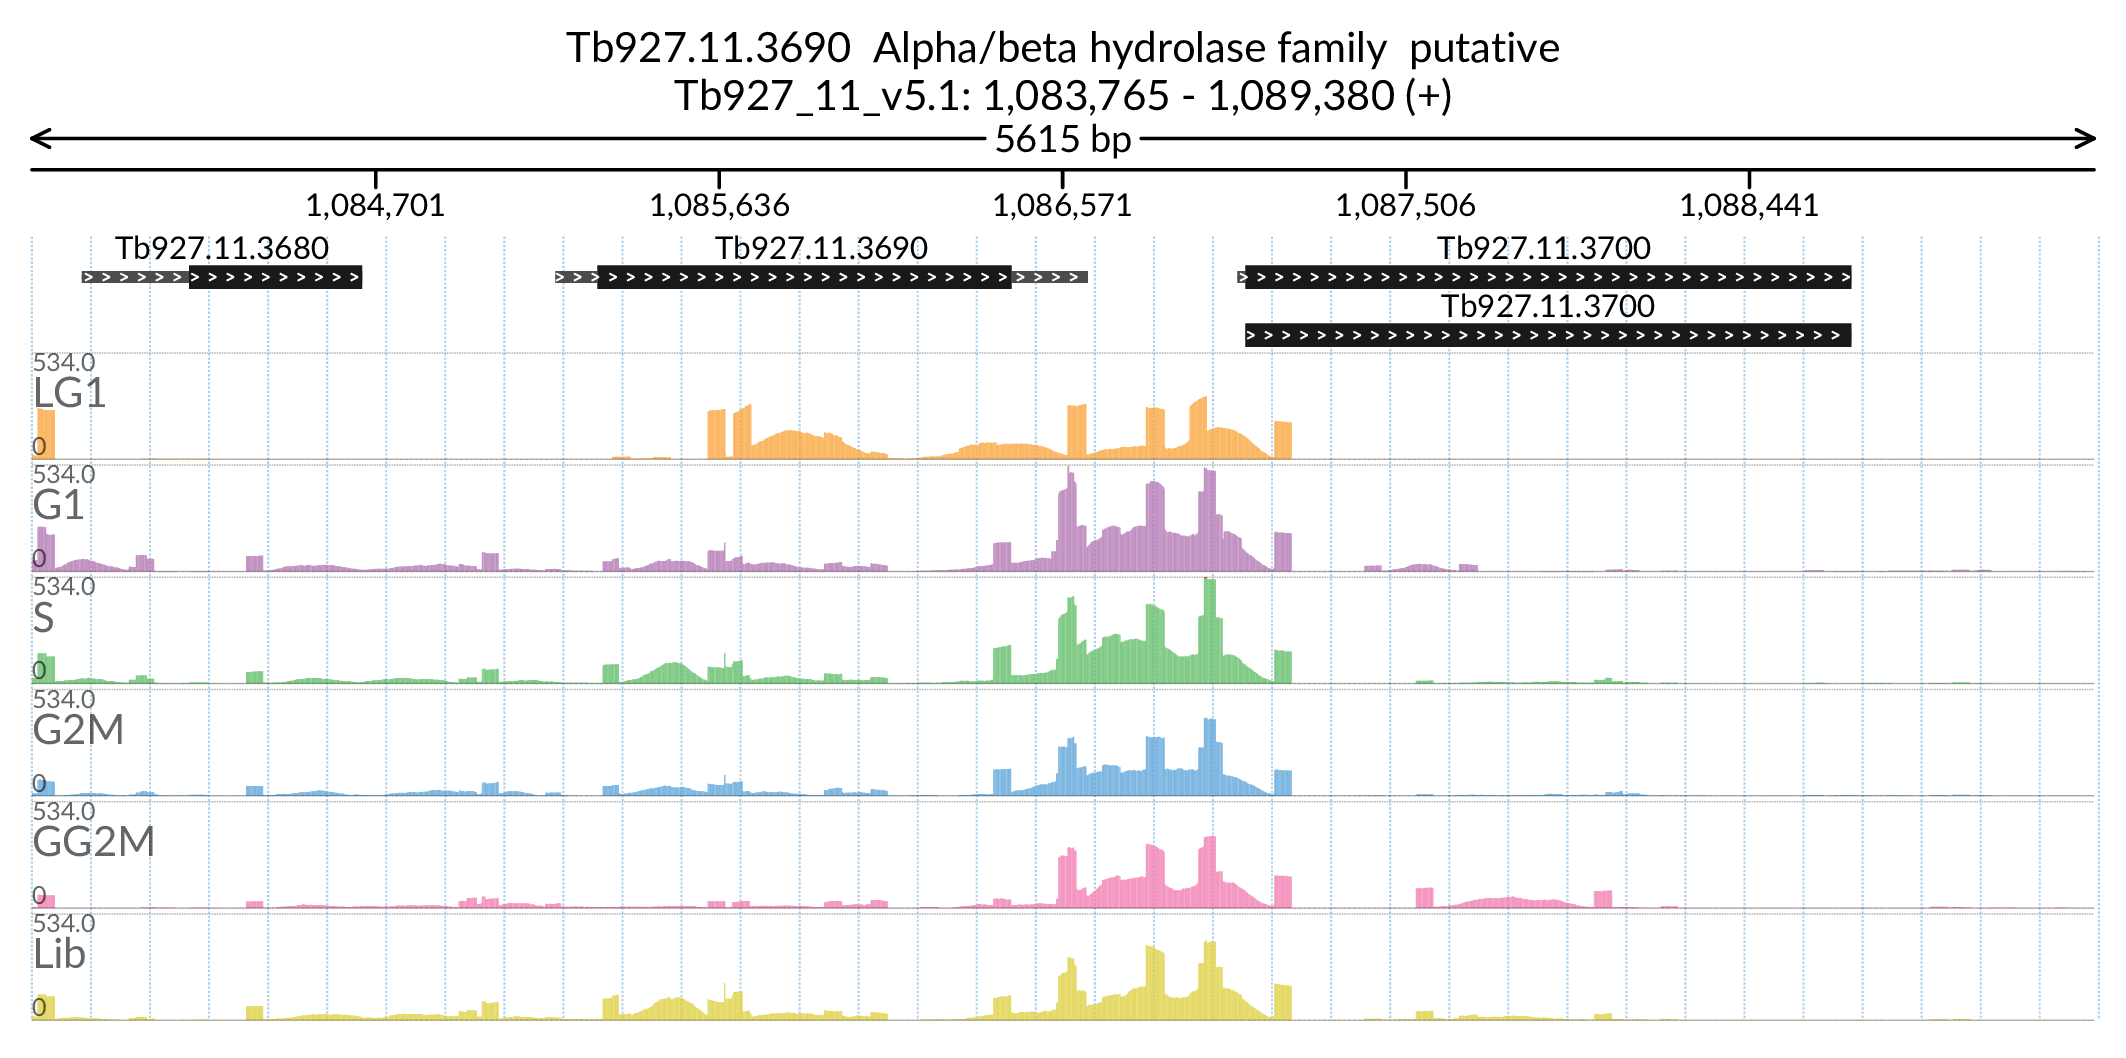 Tb927.11.3690  Alpha/beta hydrolase family  putative
Tb927_11_v5.1: 1,083,765 - 1,089,380 (+)
5615 bp
1,084,701 1,085,636 1,086,571 1,087,506 1,088,441
Tb927.11.3680 Tb927.11.3690 Tb927.11.3700
Tb927.11.3700
534.0
LG1
0
534.0
G1
0
534.0
S
0
534.0
G2M
0
534.0
GG2M
0
534.0
Lib
0